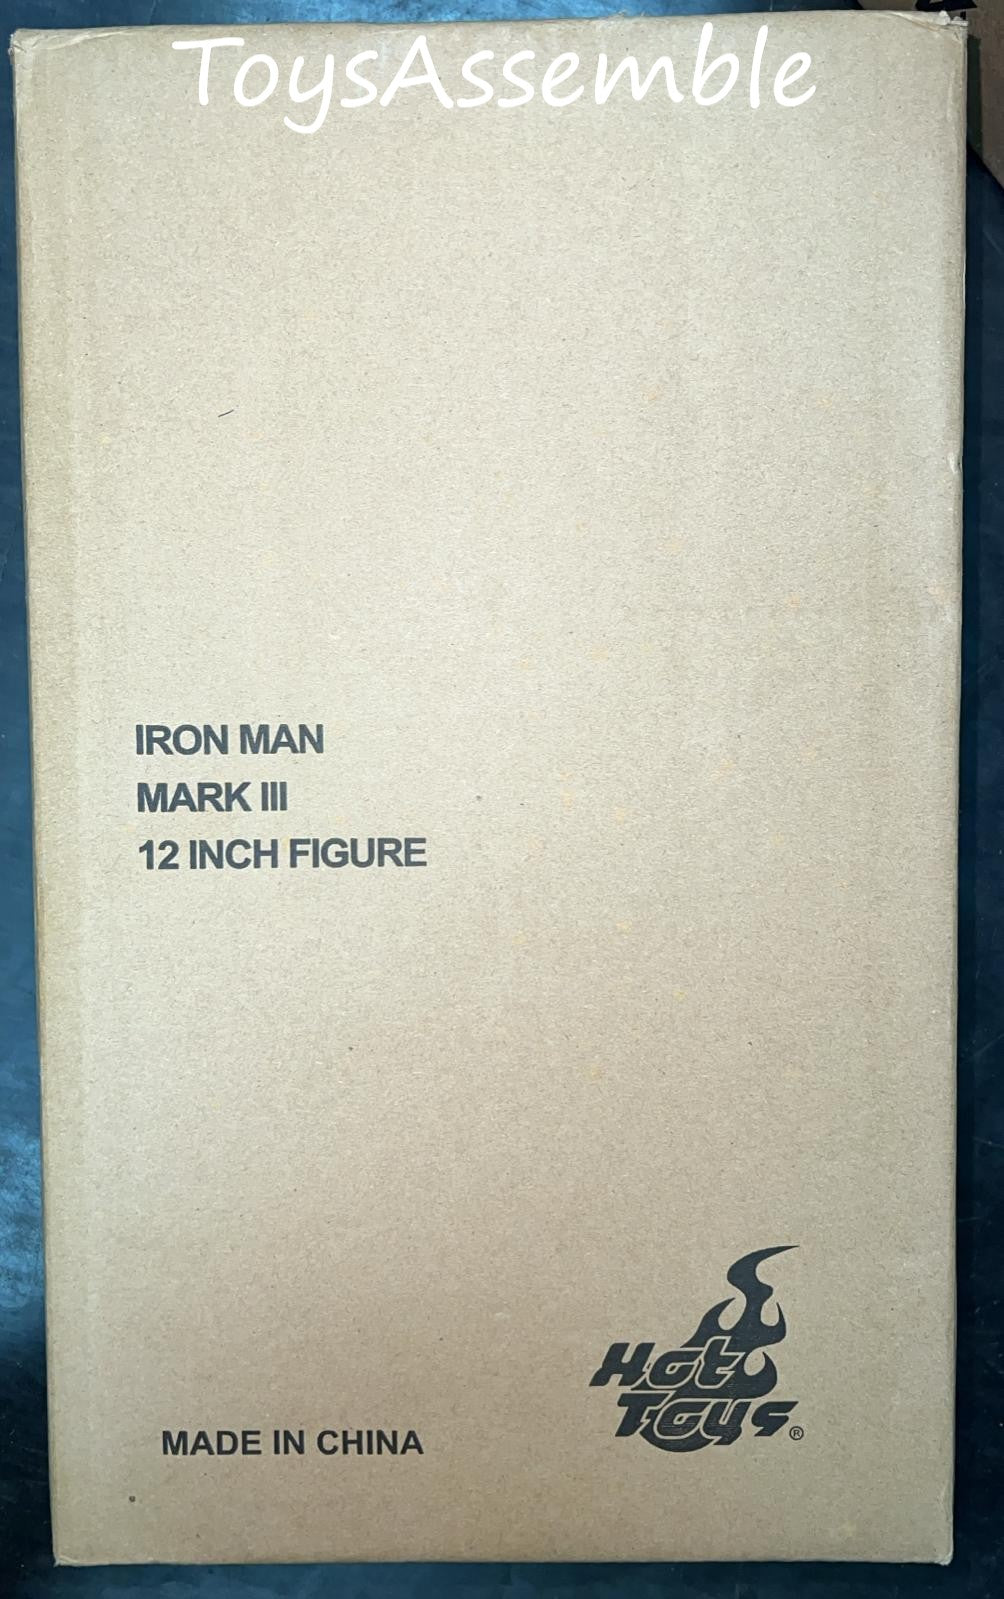 ToysAssemble
IRON MAN
MARK III
12 INCH FIGURE
Hot
Toys
®
MADE IN CHINA